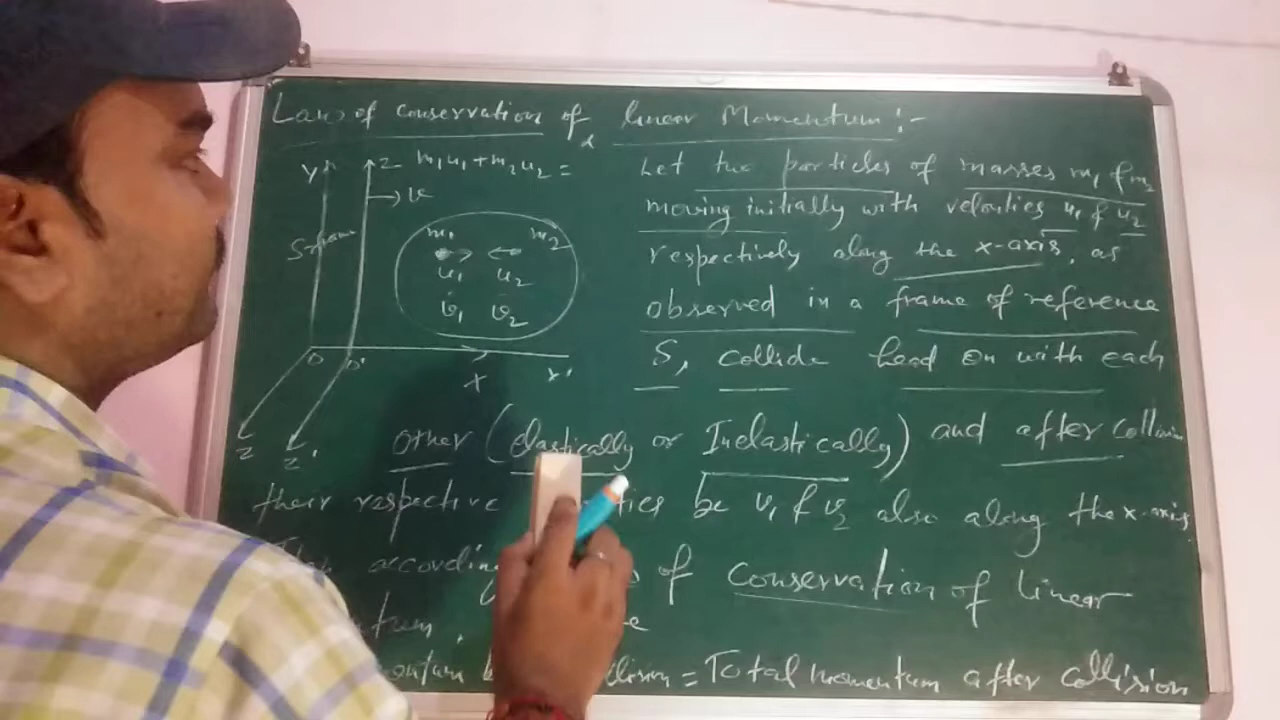 Law of conservation of linear Momentum :-
Y Z m₁u₁+m₂u₂ =
→ v
S-frame
m₁ m₂
u₁ u₂
v₁ v₂
O O' X X'
Z Z'
Let two particles of masses m₁ & m₂
moving initially with velocities u₁ & u₂
respectively along the x-axis, as
observed in a frame of reference
S, collide head on with each
other (elastically or Inelastically) and after collision
their respective be v₁ & v₂ also along the x-axis,
according of conservation of linear
= Total momentum after collision